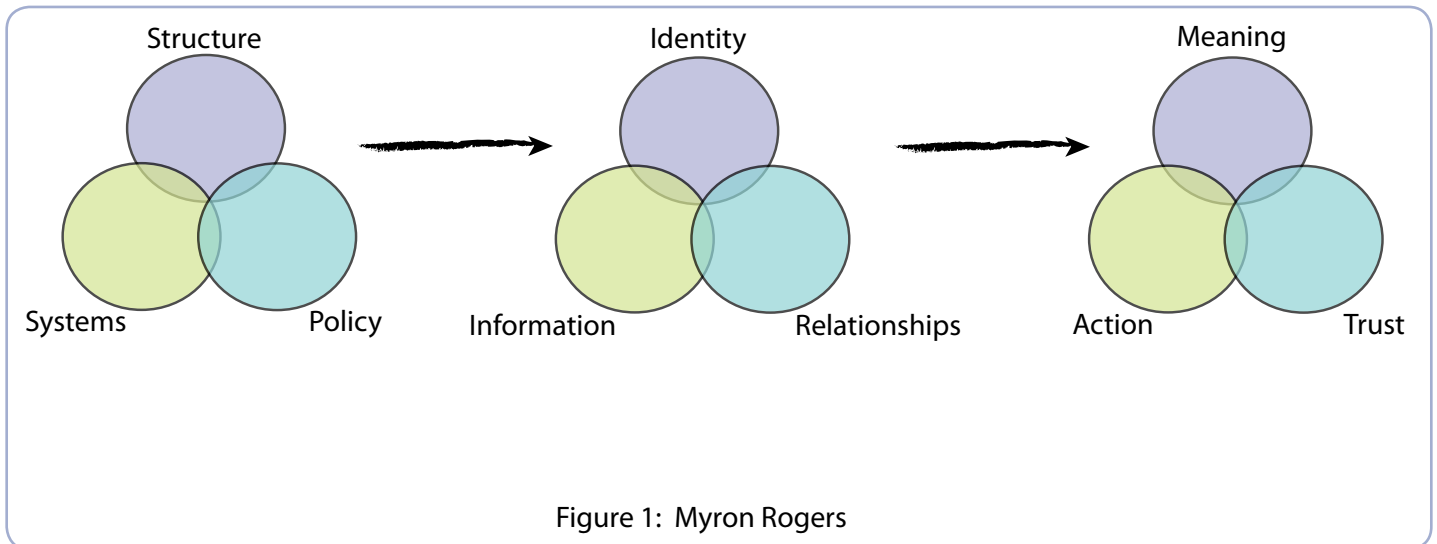 Structure
Identity
Meaning
Systems
Policy
Information
Relationships
Action
Trust
Figure 1:  Myron Rogers